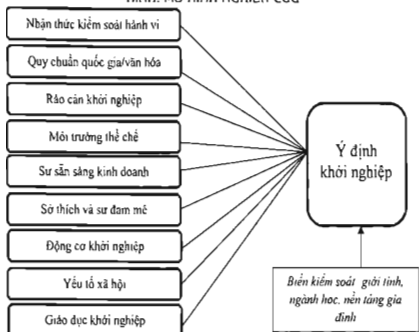 Nhận thức kiểm soát hành vi
Quy chuẩn quốc gia/văn hóa
Rào cản khởi nghiệp
Môi trường thể chế
Sự sẵn sàng kinh doanh
Sở thích và sự đam mê
Động cơ khởi nghiệp
Yếu tố xã hội
Giáo dục khởi nghiệp
Ý định
khởi nghiệp
Biến kiểm soát giới tính,
ngành học, nền tảng gia
đình